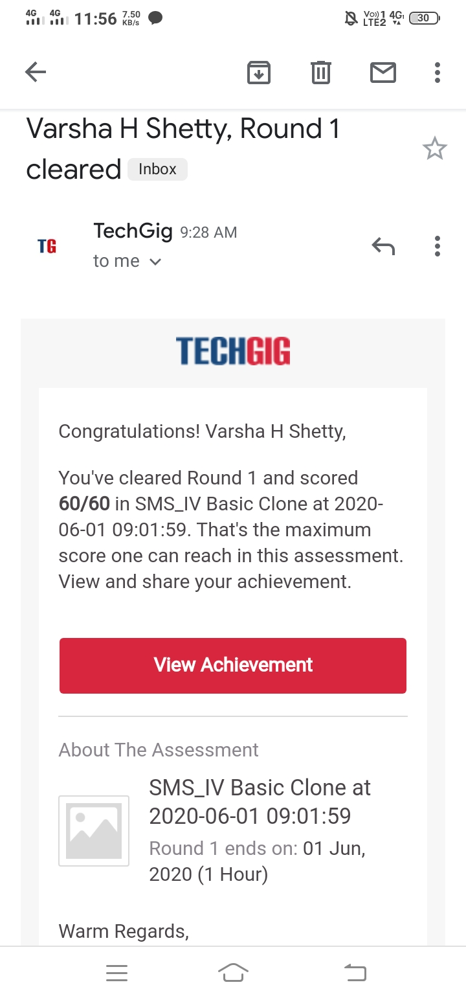 4G 4G 11:56 7.50 KB/s Vo)) 1 LTE2 4G 30
Varsha H Shetty, Round 1
cleared Inbox
TG TechGig 9:28 AM
to me
TECHGIG
Congratulations! Varsha H Shetty,
You've cleared Round 1 and scored
60/60 in SMS_IV Basic Clone at 2020-
06-01 09:01:59. That's the maximum
score one can reach in this assessment.
View and share your achievement.
View Achievement
About The Assessment
SMS_IV Basic Clone at
2020-06-01 09:01:59
Round 1 ends on: 01 Jun,
2020 (1 Hour)
Warm Regards,